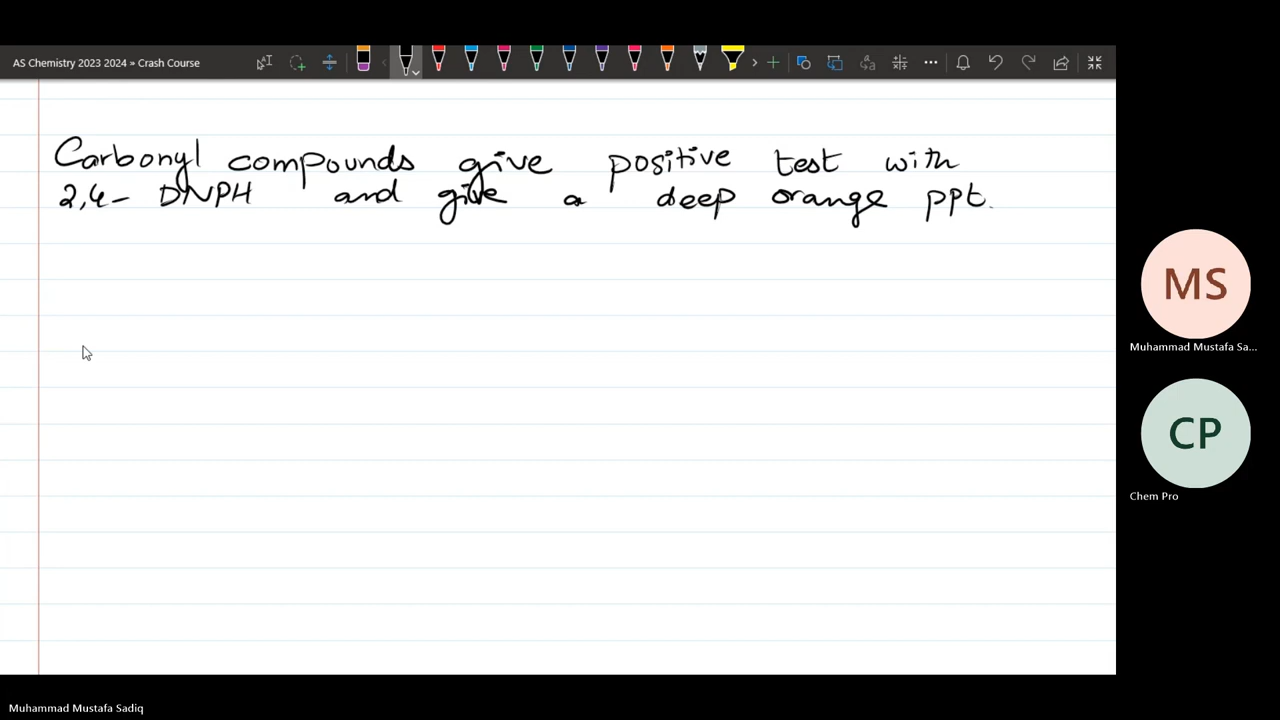 AS Chemistry 2023 2024 » Crash Course
Carbonyl compounds give positive test with
2,4- DNPH and give a deep orange ppt.
MS
Muhammad Mustafa Sa...
CP
Chem Pro
Muhammad Mustafa Sadiq